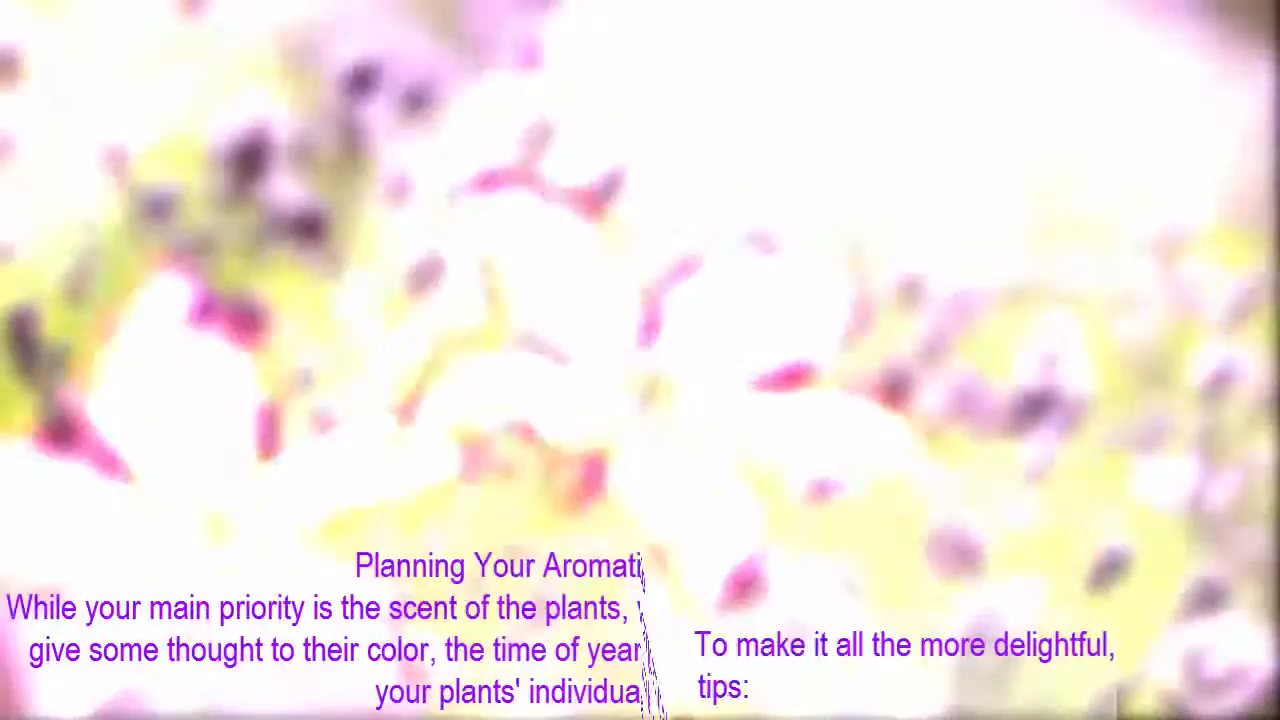 Planning Your Aromati
While your main priority is the scent of the plants,
give some thought to their color, the time of year
your plants' individua
To make it all the more delightful,
tips: